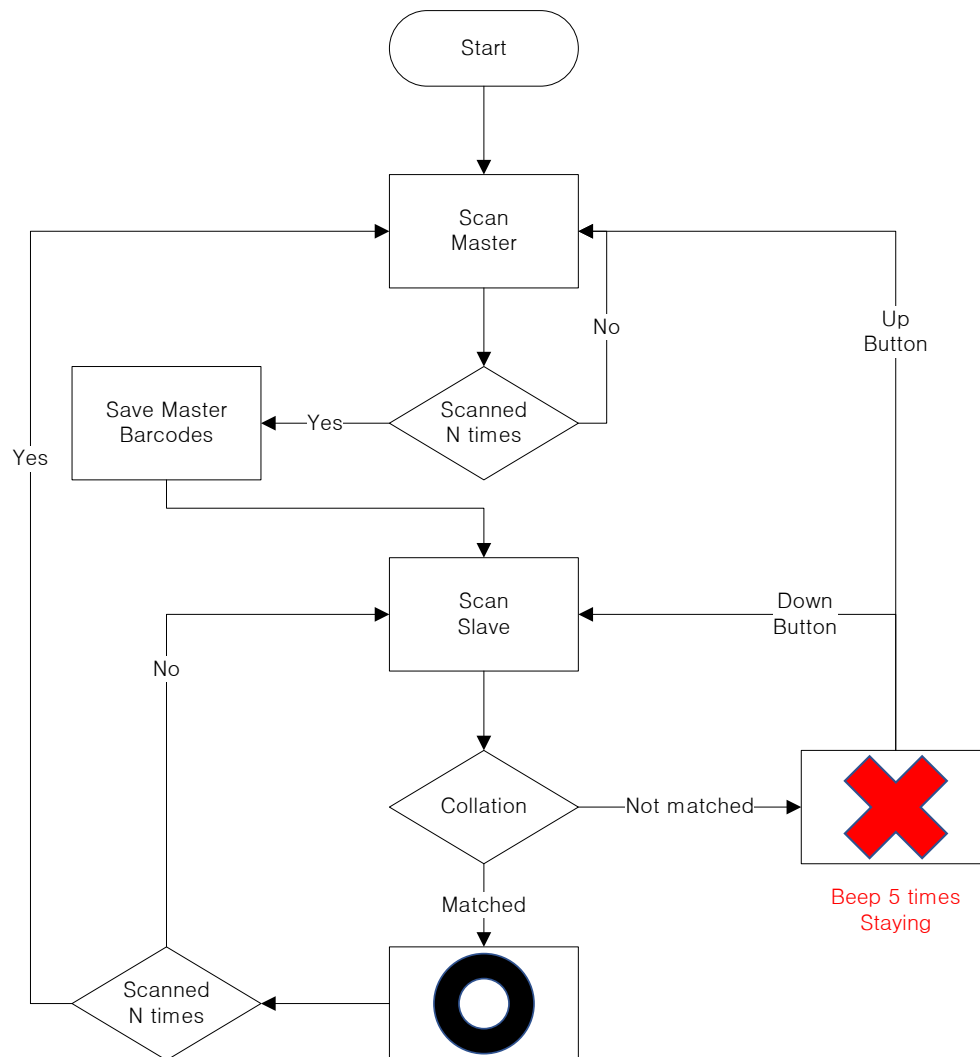 Start
Scan
Master
No
Up
Button
Save Master
Barcodes
Yes
Scanned
N times
Yes
Scan
Slave
Down
Button
No
Collation
Not matched
Beep 5 times
Staying
Matched
Scanned
N times